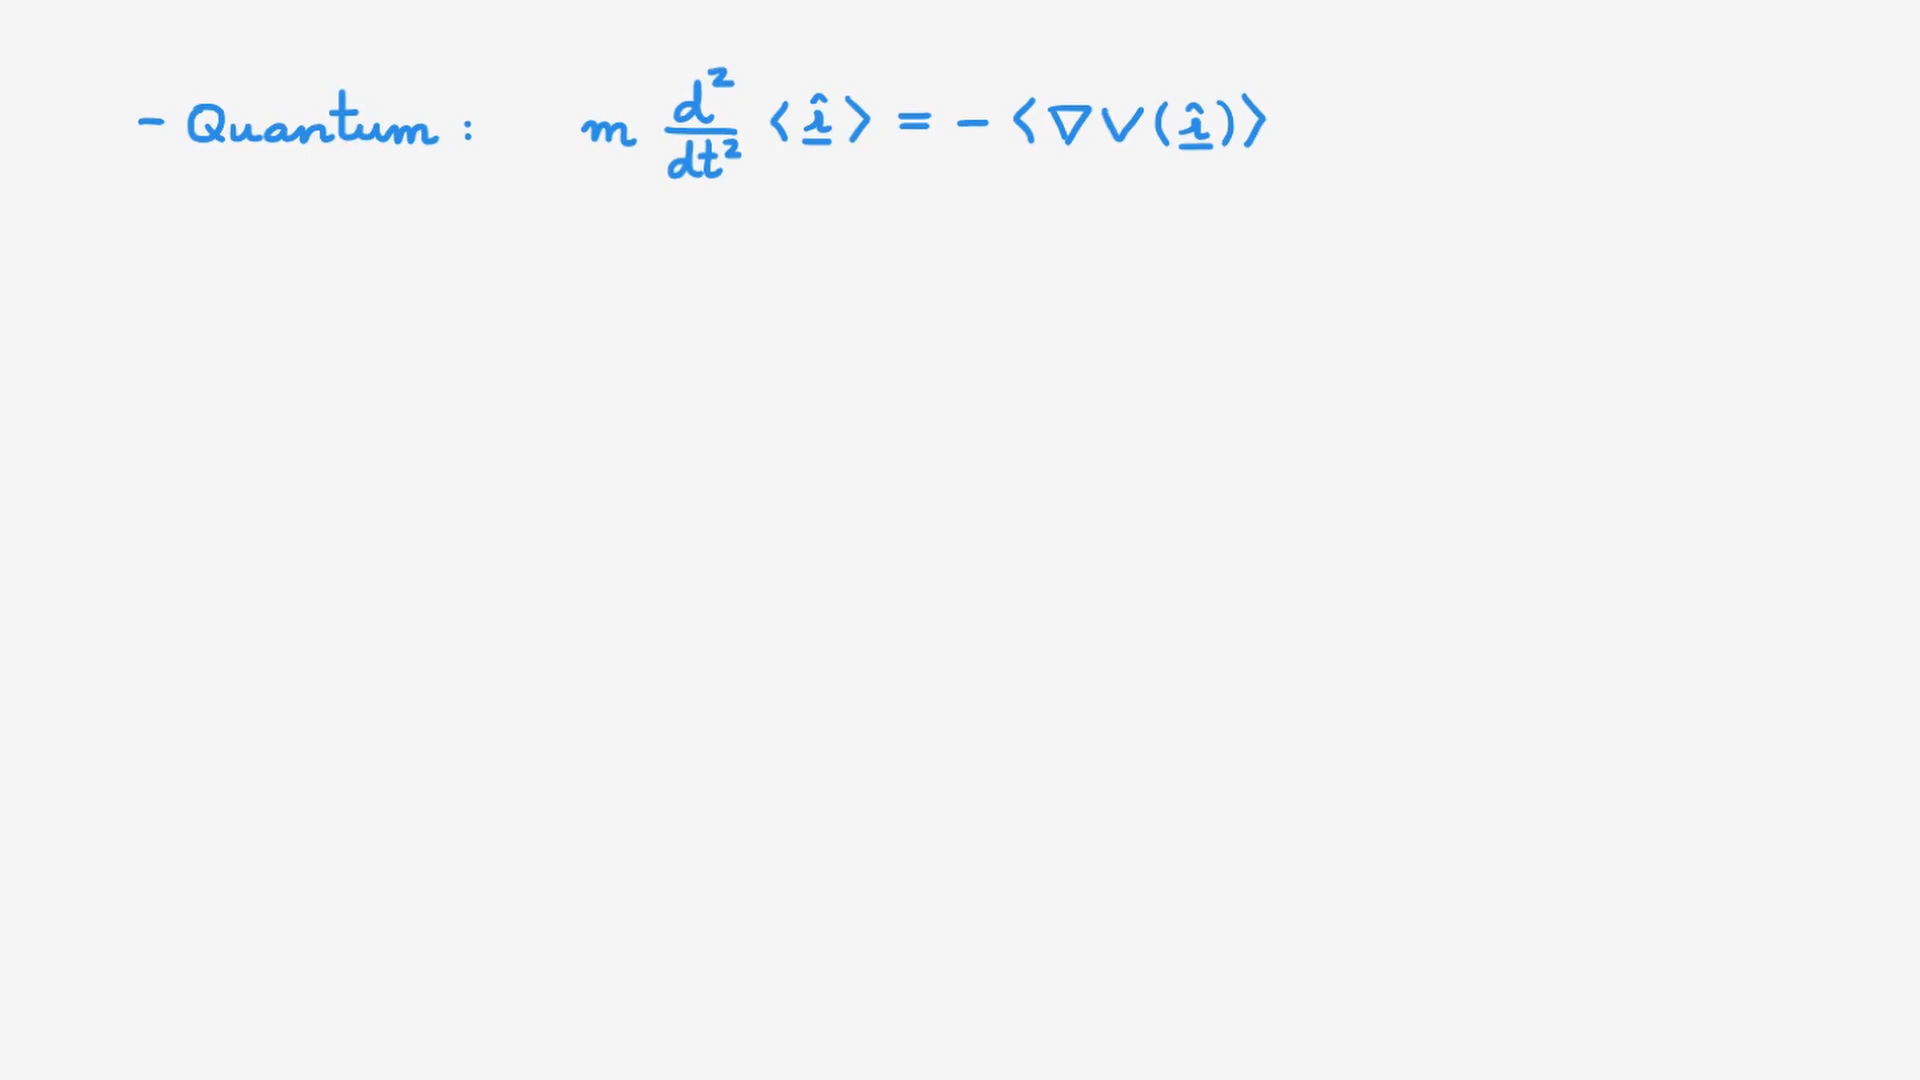 - Quantum : m d²/dt² ⟨r̂⟩ = - ⟨∇V(r̂)⟩